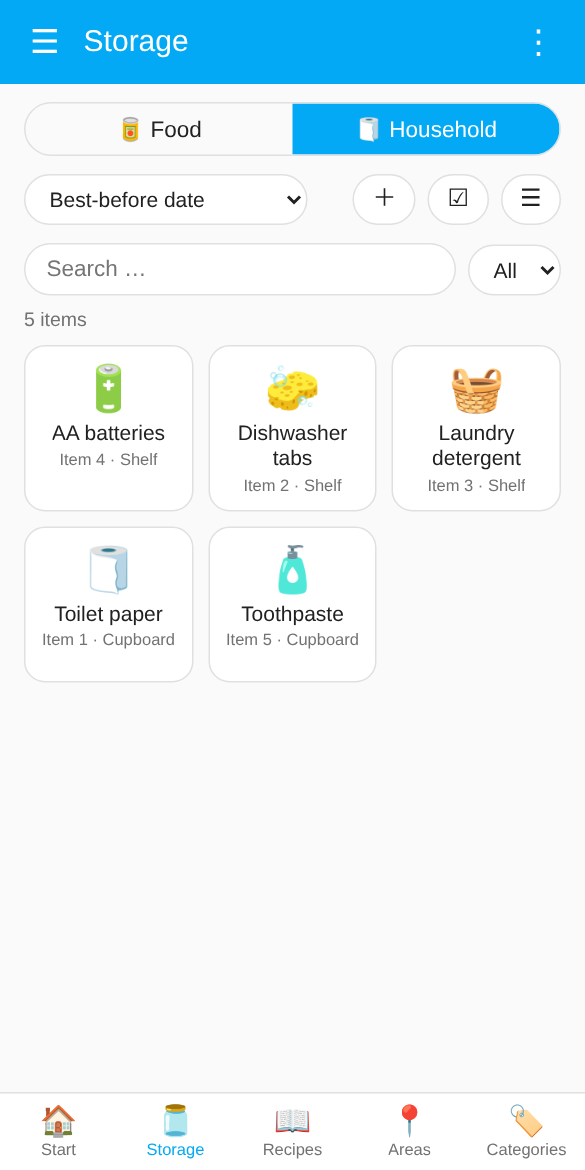 Storage
Food
Household
Best-before date
Search …
All
5 items
AA batteries
Item 4 · Shelf
Dishwasher
tabs
Item 2 · Shelf
Laundry
detergent
Item 3 · Shelf
Toilet paper
Item 1 · Cupboard
Toothpaste
Item 5 · Cupboard
Start
Storage
Recipes
Areas
Categories